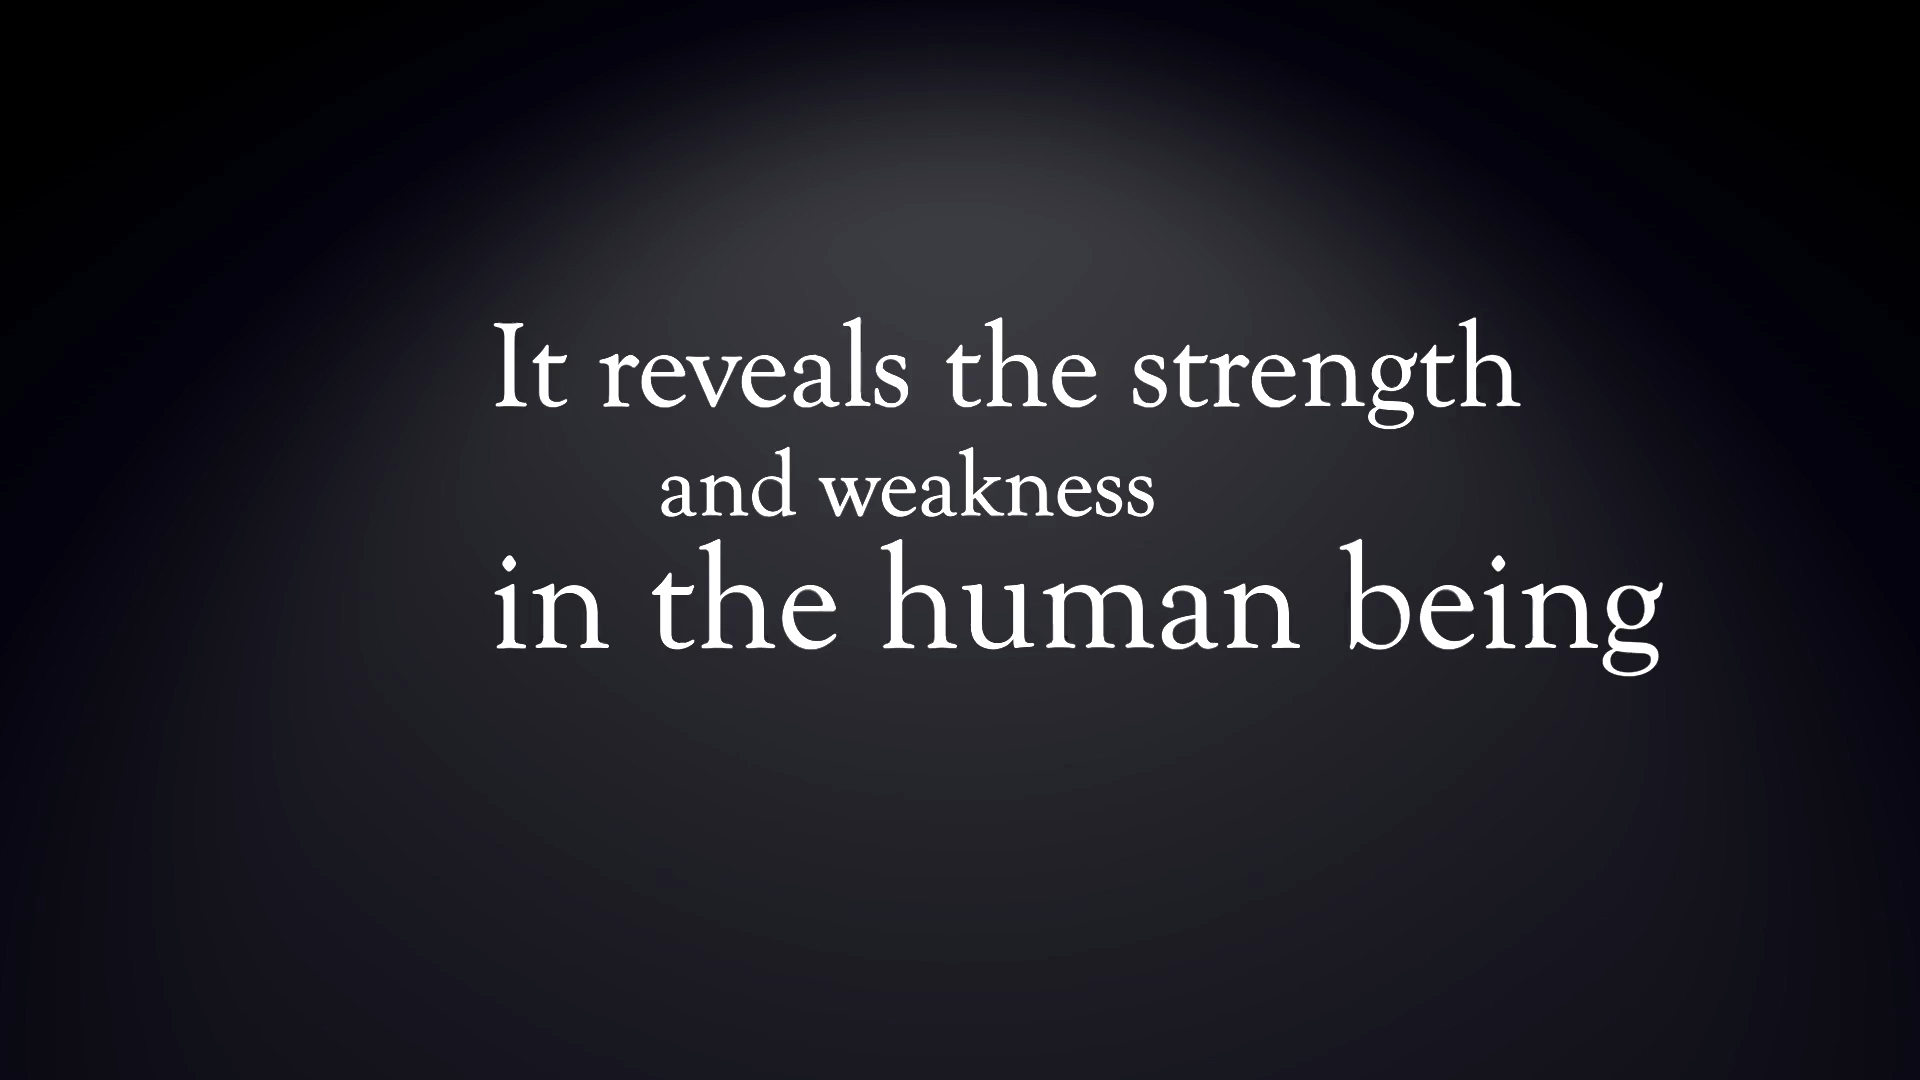 It reveals the strength
and weakness
in the human being